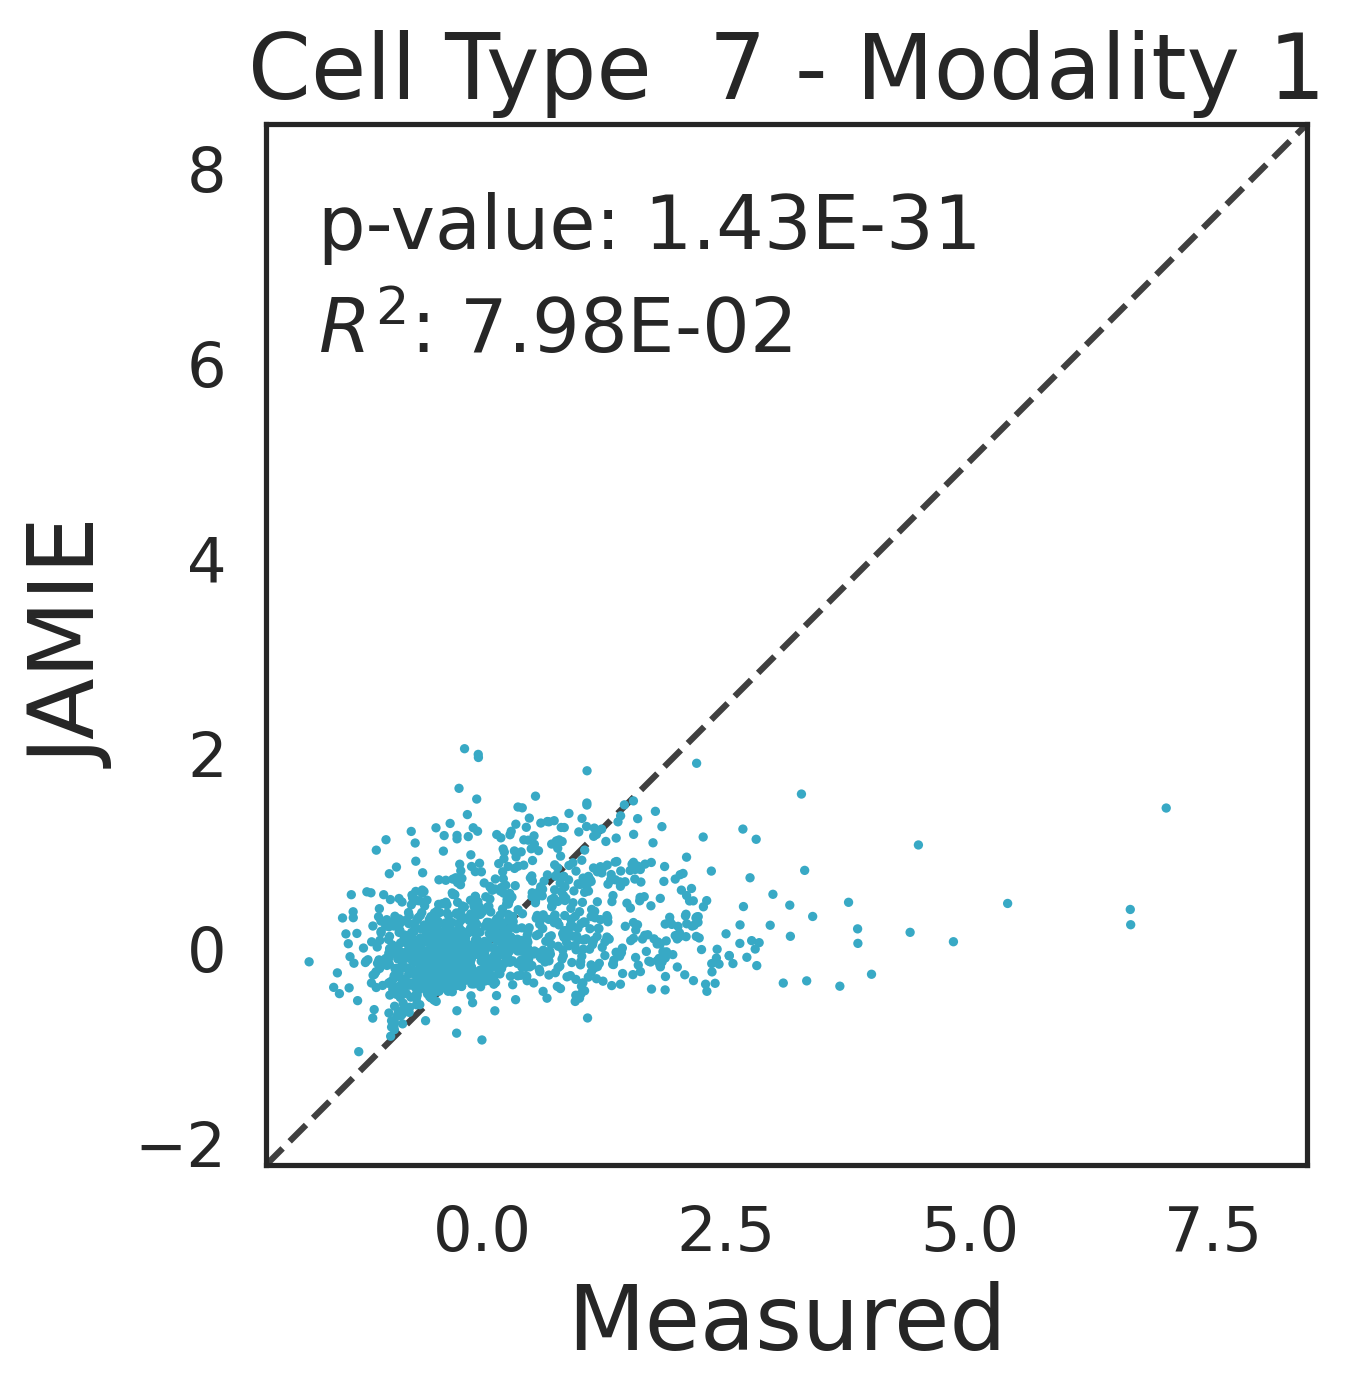 Cell Type  7 - Modality 1
p-value: 1.43E-31
R²: 7.98E-02
8
6
4
2
0
−2
JAMIE
0.0 2.5 5.0 7.5
Measured